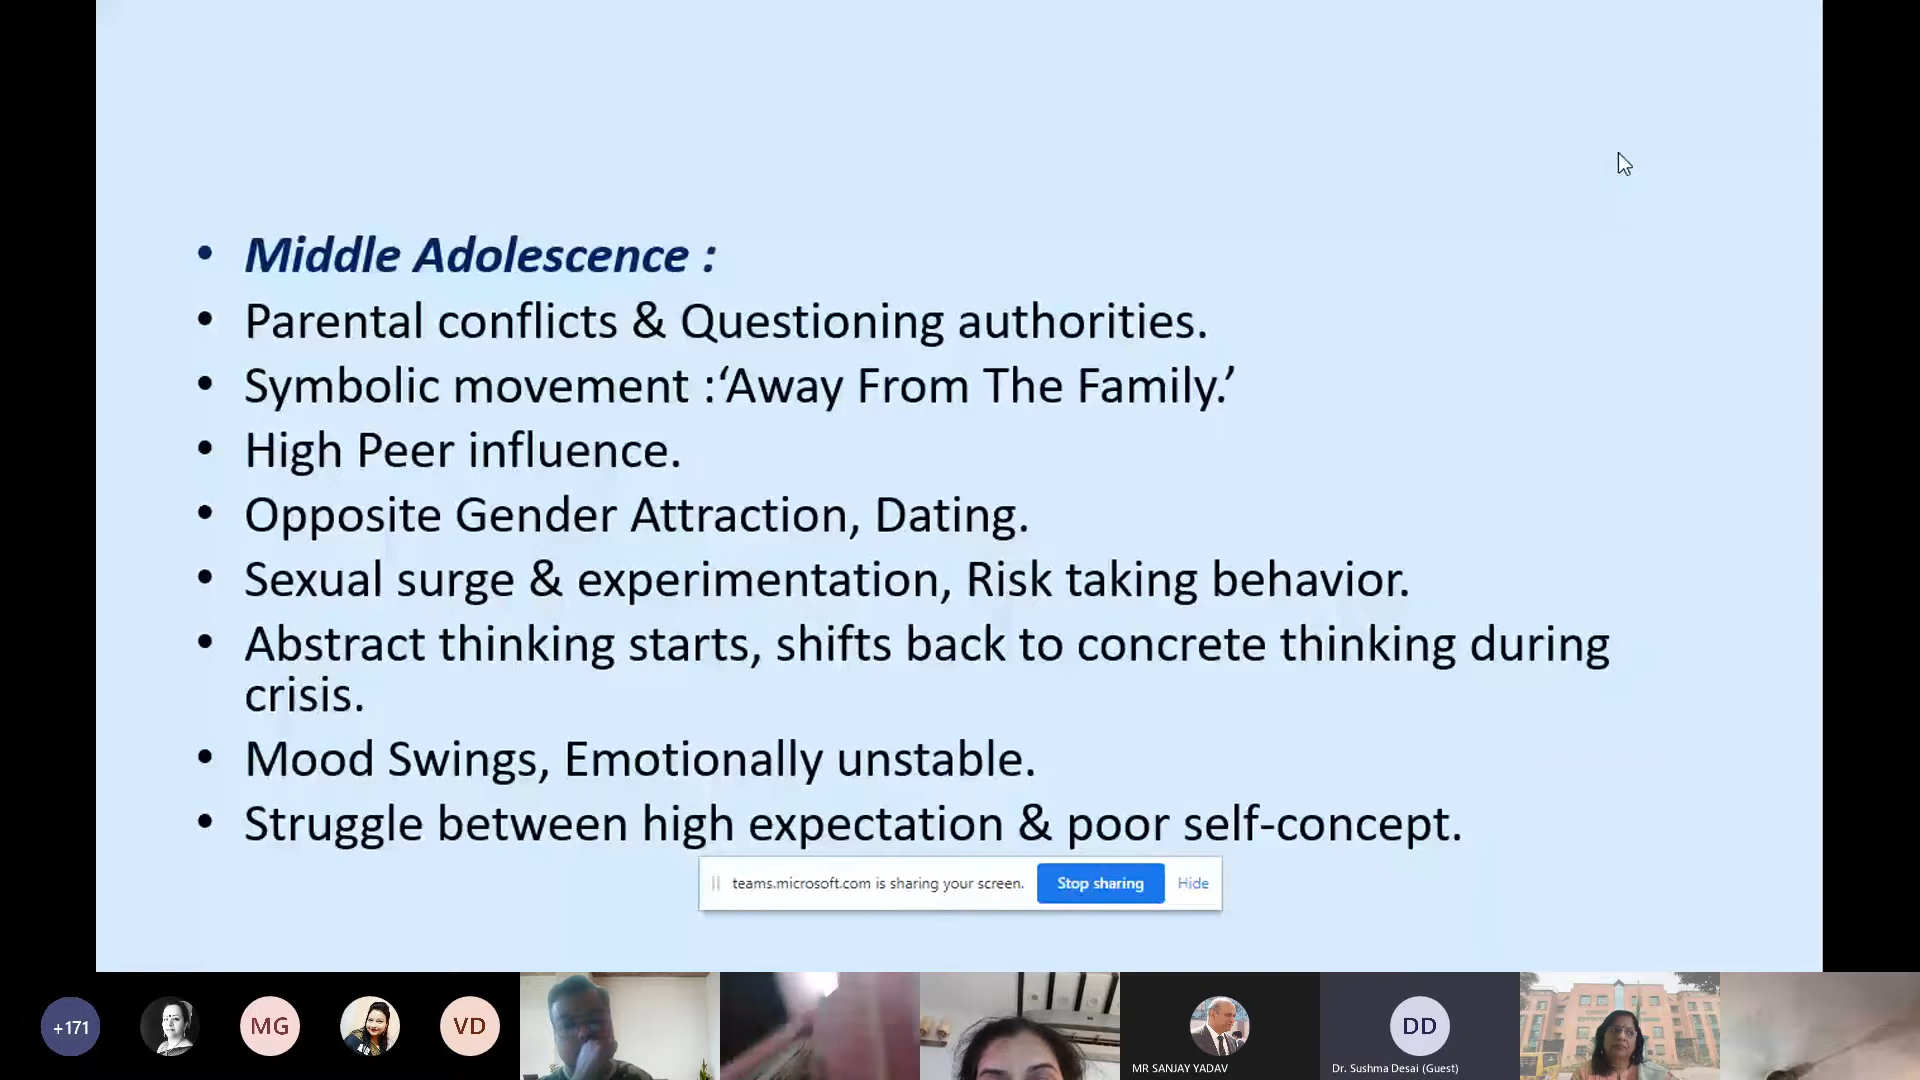 • Middle Adolescence :
• Parental conflicts & Questioning authorities.
• Symbolic movement :‘Away From The Family.’
• High Peer influence.
• Opposite Gender Attraction, Dating.
• Sexual surge & experimentation, Risk taking behavior.
• Abstract thinking starts, shifts back to concrete thinking during
crisis.
• Mood Swings, Emotionally unstable.
• Struggle between high expectation & poor self-concept.
teams.microsoft.com is sharing your screen. Stop sharing Hide
+171 MG VD DD
MR SANJAY YADAV Dr. Sushma Desai (Guest)